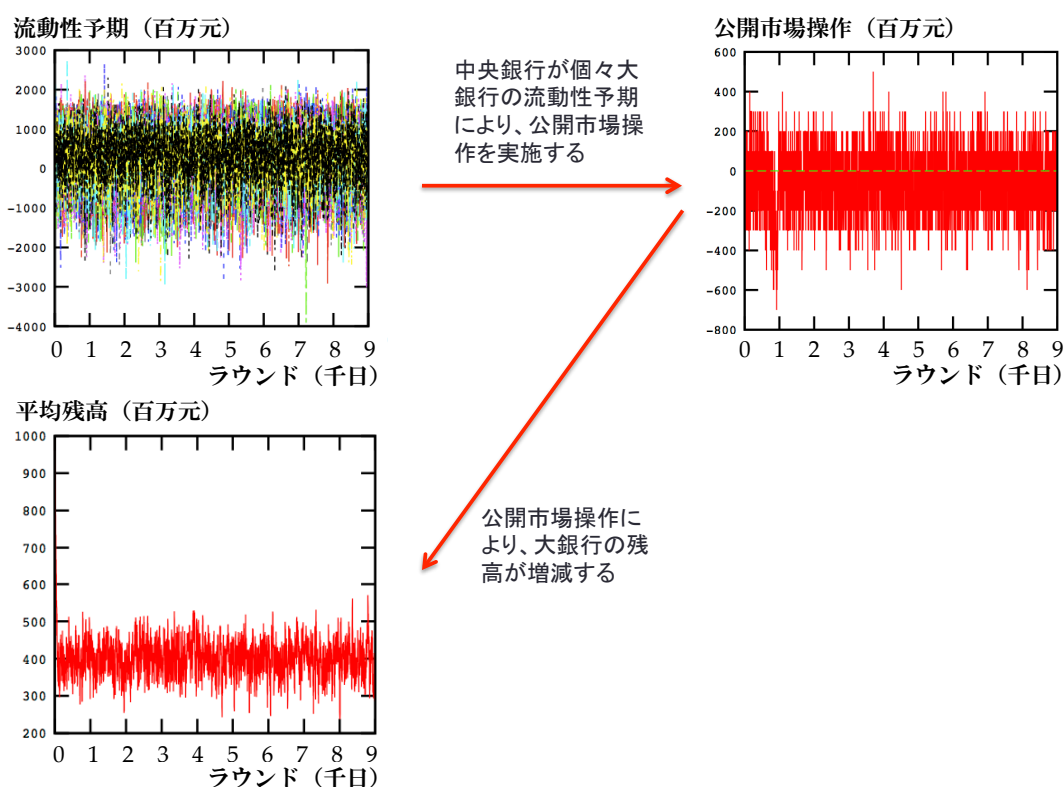 流動性予期（百万元）
3000
2000
1000
0
-1000
-2000
-3000
-4000
0 1 2 3 4 5 6 7 8 9
ラウンド（千日）
中央銀行が個々大
銀行の流動性予期
により、公開市場操
作を実施する
公開市場操作（百万元）
600
400
200
0
-200
-400
-600
-800
0 1 2 3 4 5 6 7 8 9
ラウンド（千日）
平均残高（百万元）
1000
900
800
700
600
500
400
300
200
0 1 2 3 4 5 6 7 8 9
ラウンド（千日）
公開市場操作に
より、大銀行の残
高が増減する